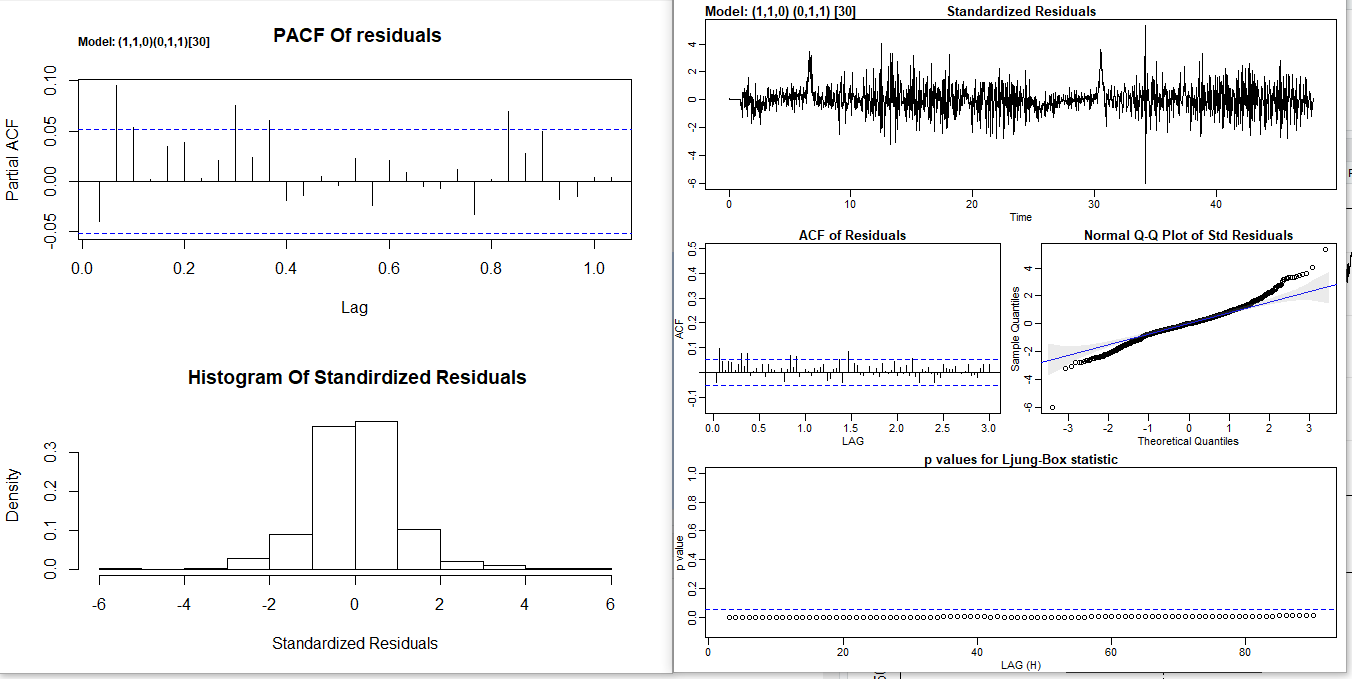 PACF Of residuals
Model: (1,1,0)(0,1,1)[30]
Partial ACF
0.10
0.05
0.00
-0.05
0.0 0.2 0.4 0.6 0.8 1.0
Lag
Histogram Of Standirdized Residuals
Density
0.3
0.2
0.1
0.0
-6 -4 -2 0 2 4 6
Standardized Residuals
Model: (1,1,0) (0,1,1) [30]
Standardized Residuals
4
2
0
-2
-4
-6
0 10 20 30 40
Time
ACF of Residuals
ACF
0.5
0.4
0.3
0.2
0.1
-0.1
0.0 0.5 1.0 1.5 2.0 2.5 3.0
LAG
Normal Q-Q Plot of Std Residuals
Sample Quantiles
4
2
0
-2
-4
-6
-3 -2 -1 0 1 2 3
Theoretical Quantiles
p values for Ljung-Box statistic
p value
1.0
0.8
0.6
0.4
0.2
0.0
0 20 40 60 80
LAG (H)